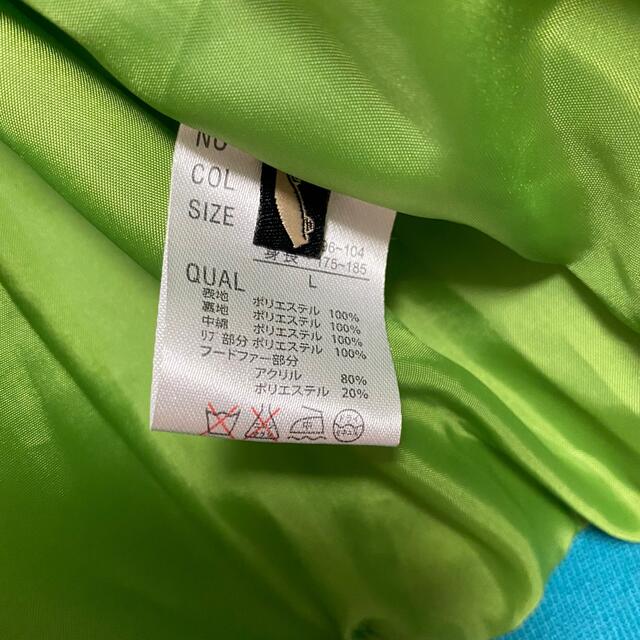 NO
COL
SIZE
96~104
身長 175~185
L
QUAL
表地 ポリエステル 100%
裏地 ポリエステル 100%
中綿 ポリエステル 100%
リブ部分 ポリエステル 100%
フードファー部分
アクリル 80%
ポリエステル 20%
中